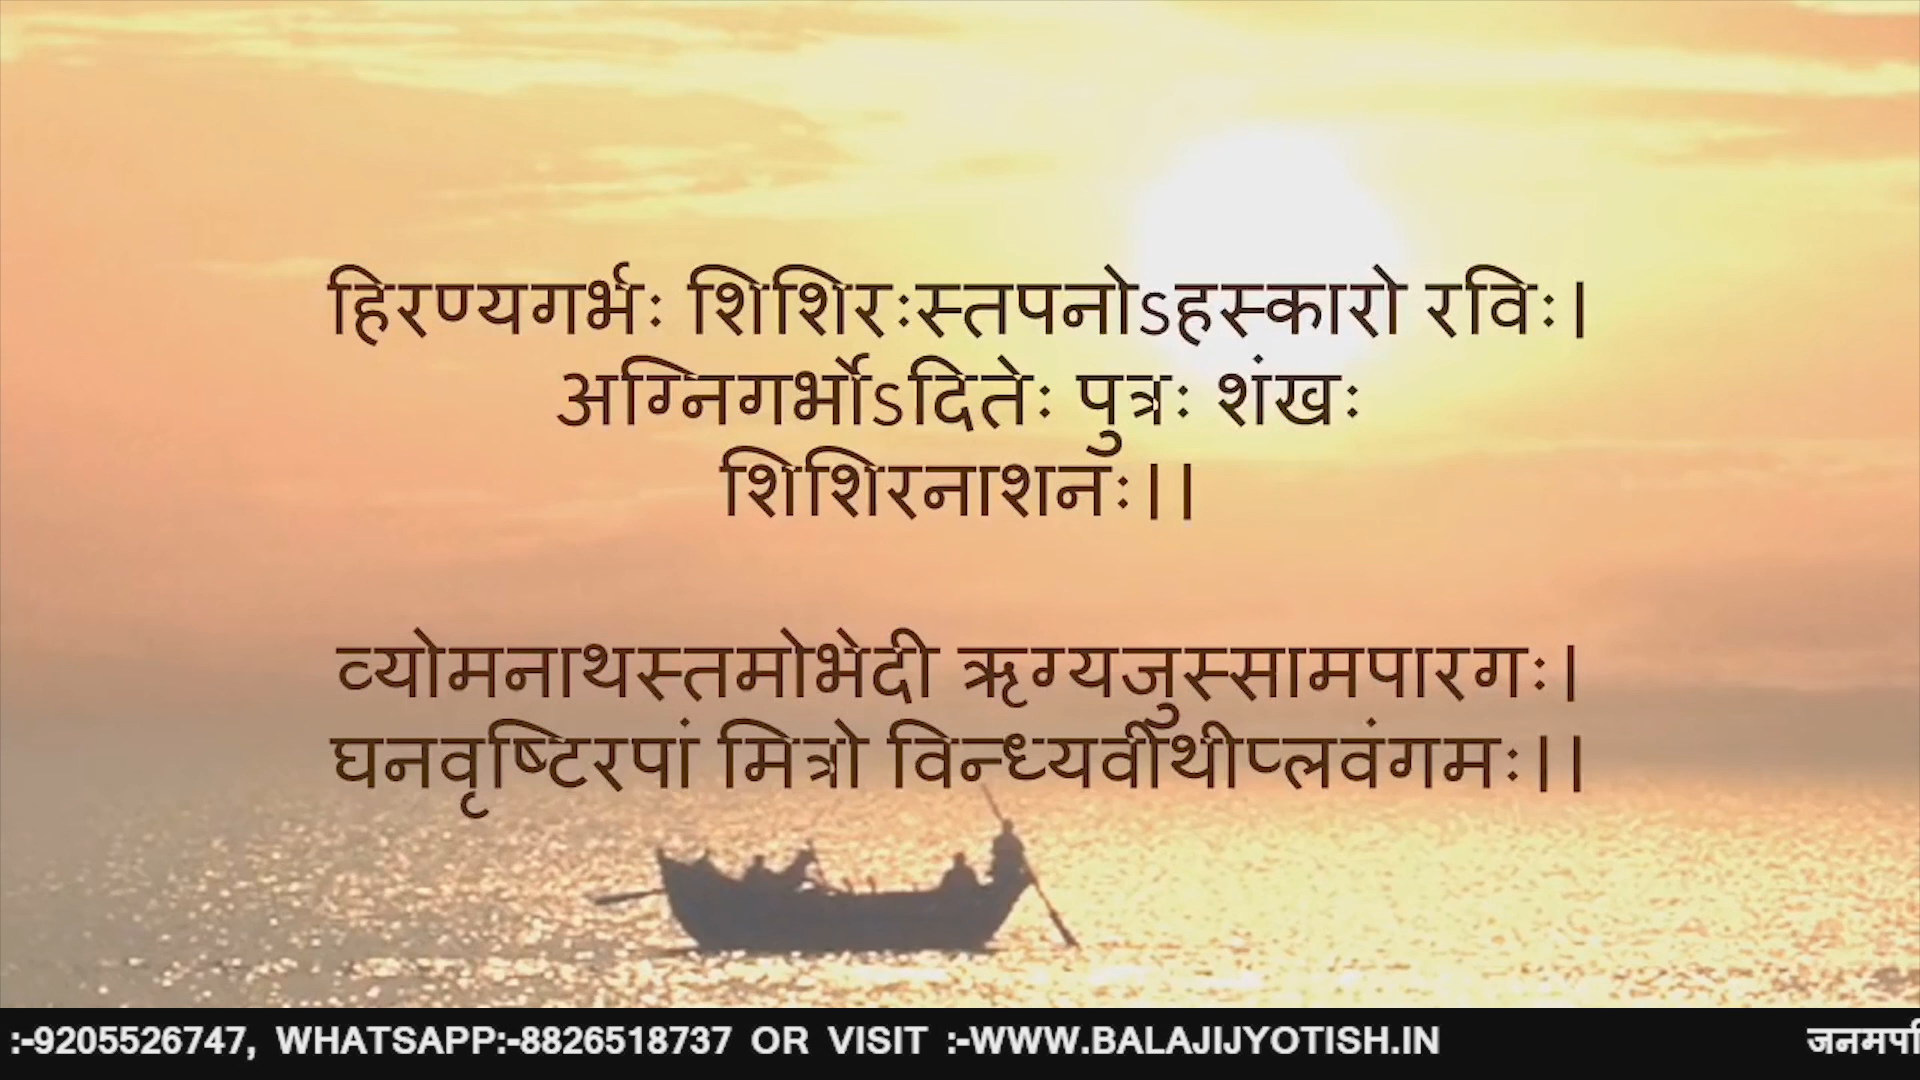 हिरण्यगर्भः शिशिरःस्तपनोऽहस्कारो रविः।
अग्निगर्भोऽदितेः पुत्रः शंखः
शिशिरनाशनः।।
व्योमनाथस्तमोभेदी ऋग्यजुस्सामपारगः।
घनवृष्टिरपां मित्रो विन्ध्यवीथीप्लवंगमः।।
:-9205526747, WHATSAPP:-8826518737 OR VISIT :-WWW.BALAJIJYOTISH.IN